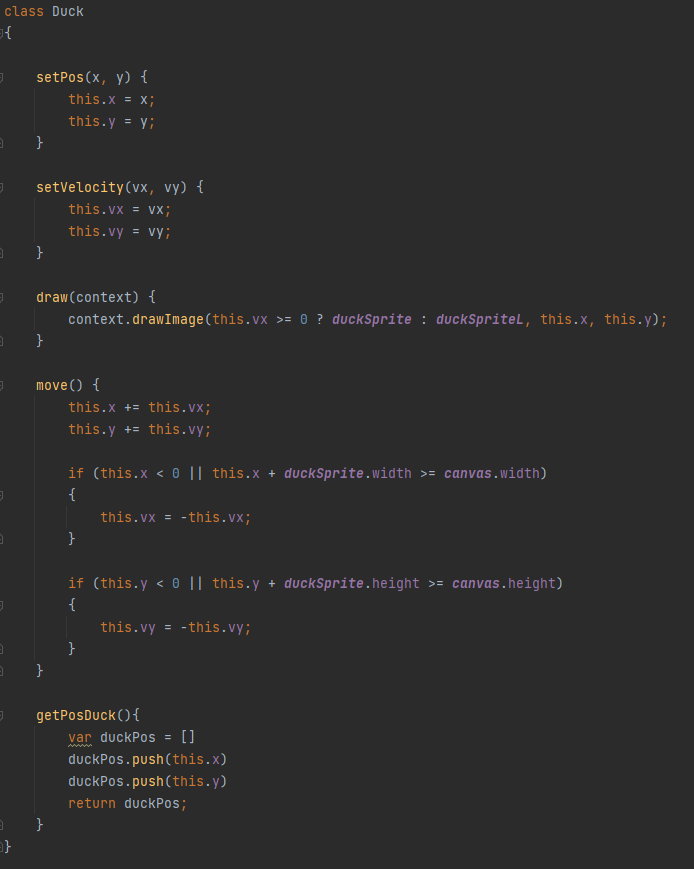 class Duck
{
    setPos(x, y) {
        this.x = x;
        this.y = y;
    }
    setVelocity(vx, vy) {
        this.vx = vx;
        this.vy = vy;
    }
    draw(context) {
        context.drawImage(this.vx >= 0 ? duckSprite : duckSpriteL, this.x, this.y);
    }
    move() {
        this.x += this.vx;
        this.y += this.vy;
        if (this.x < 0 || this.x + duckSprite.width >= canvas.width)
        {
            this.vx = -this.vx;
        }
        if (this.y < 0 || this.y + duckSprite.height >= canvas.height)
        {
            this.vy = -this.vy;
        }
    }
    getPosDuck(){
        var duckPos = []
        duckPos.push(this.x)
        duckPos.push(this.y)
        return duckPos;
    }
}